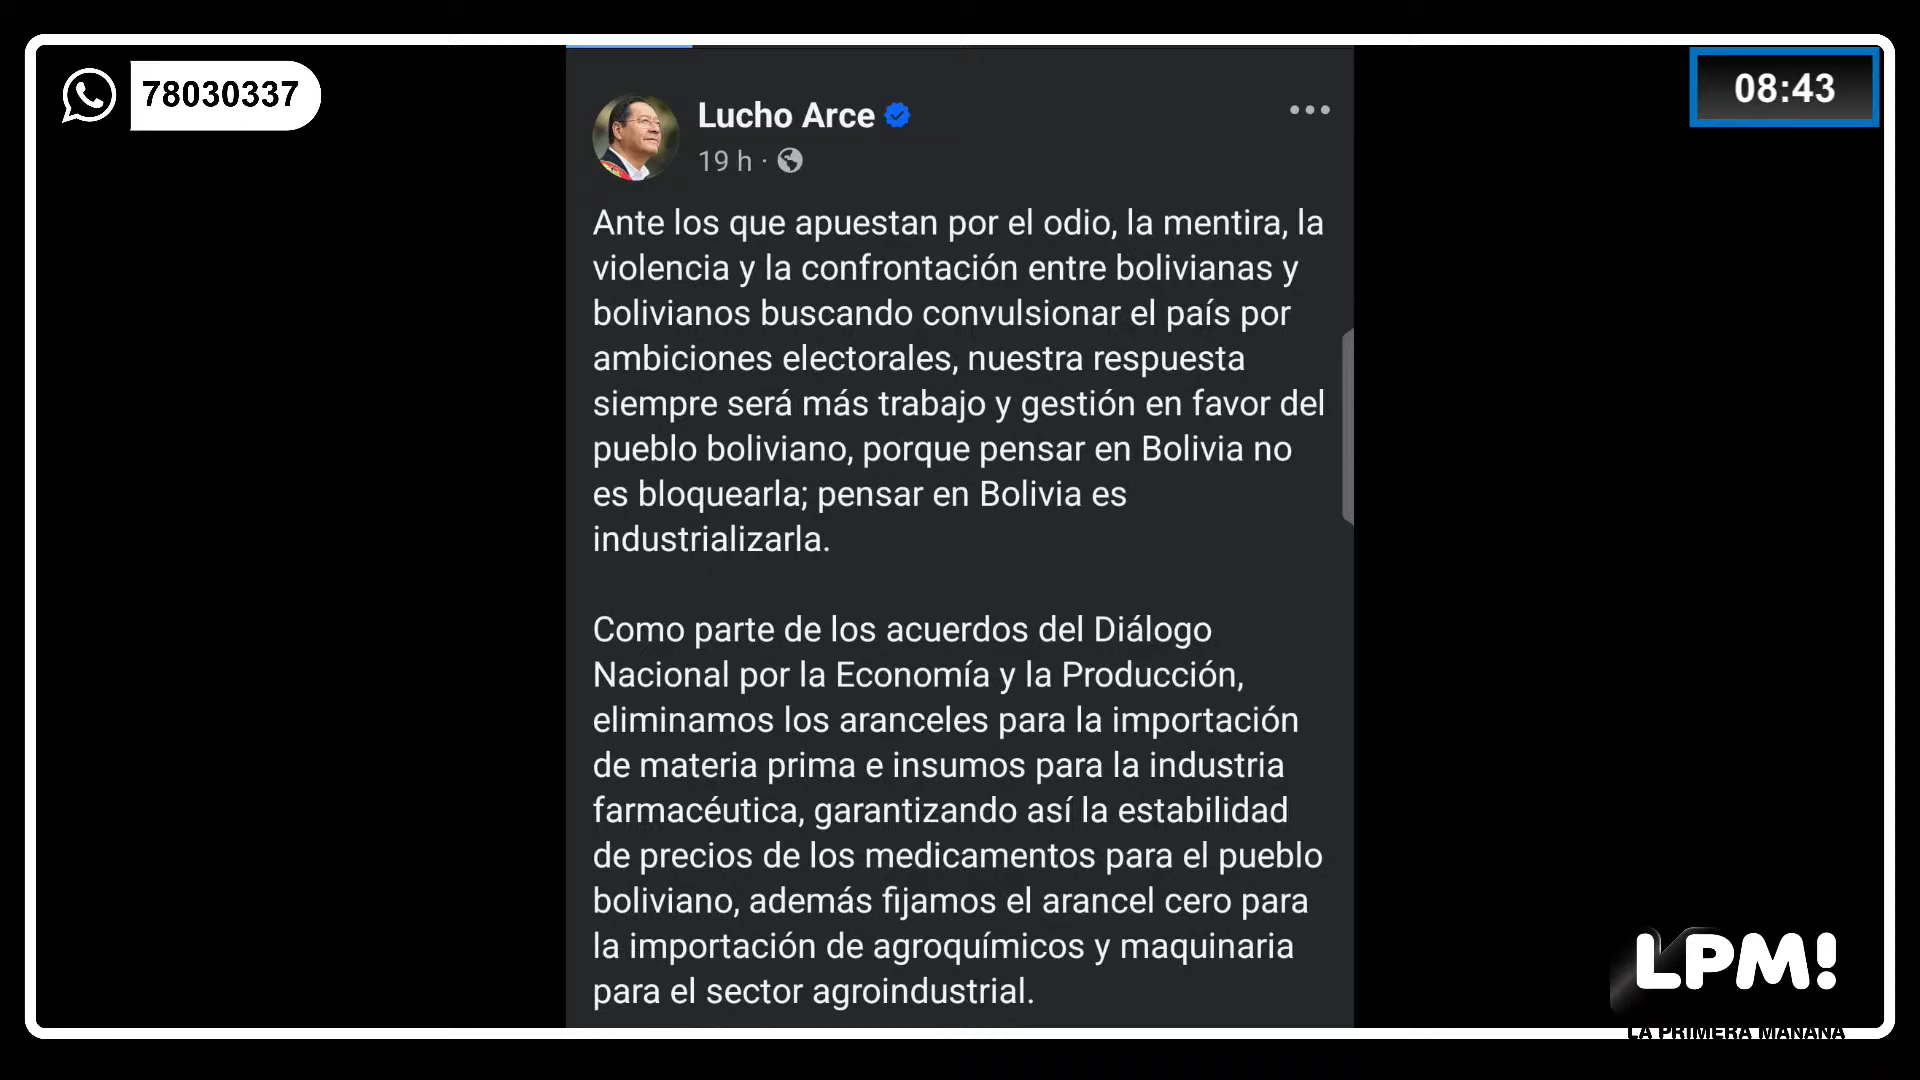 78030337
08:43
Lucho Arce
19 h ·
Ante los que apuestan por el odio, la mentira, la
violencia y la confrontación entre bolivianas y
bolivianos buscando convulsionar el país por
ambiciones electorales, nuestra respuesta
siempre será más trabajo y gestión en favor del
pueblo boliviano, porque pensar en Bolivia no
es bloquearla; pensar en Bolivia es
industrializarla.
Como parte de los acuerdos del Diálogo
Nacional por la Economía y la Producción,
eliminamos los aranceles para la importación
de materia prima e insumos para la industria
farmacéutica, garantizando así la estabilidad
de precios de los medicamentos para el pueblo
boliviano, además fijamos el arancel cero para
la importación de agroquímicos y maquinaria
para el sector agroindustrial.
LPM!
LA PRIMERA MAÑANA